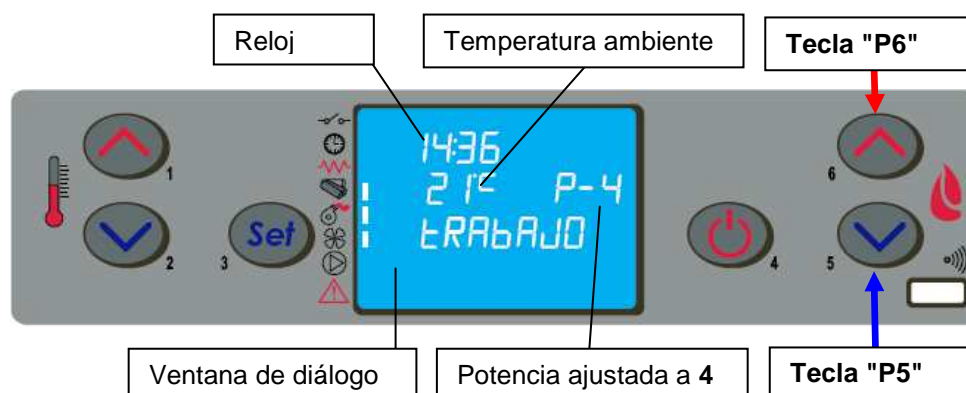 Reloj
Temperatura ambiente
Tecla "P6"
14:36
1
6
21°C P-4
Set
tRAbAJO
2
3
4
5
Ventana de diálogo
Potencia ajustada a 4
Tecla "P5"